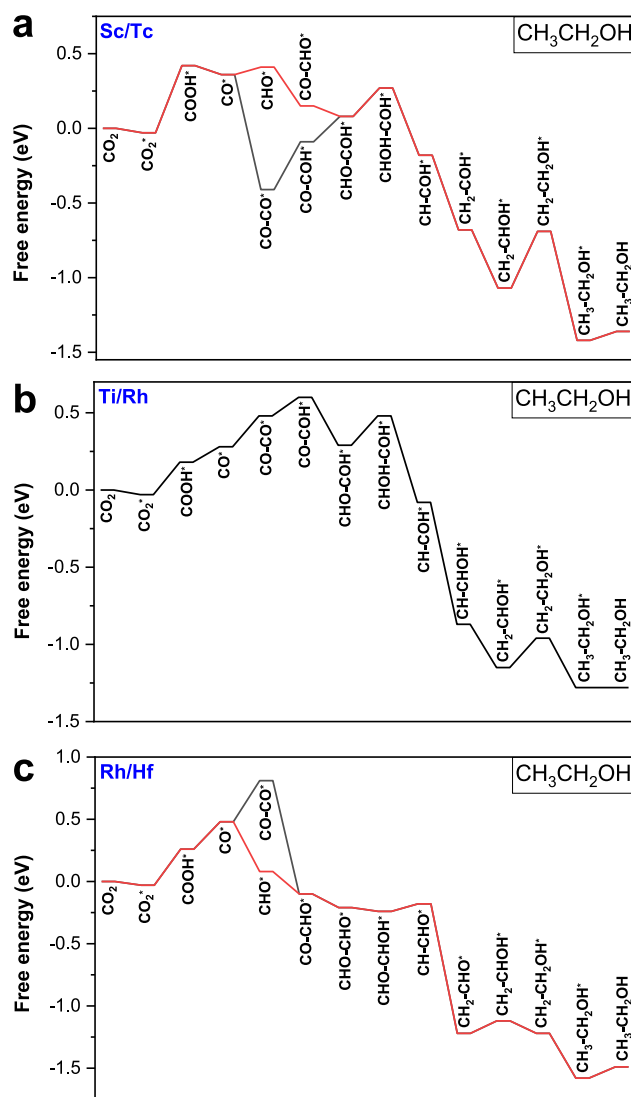 a
Sc/Tc
CH₃CH₂OH
Free energy (eV)
0.5
0.0
-0.5
-1.0
-1.5
CO₂
CO₂*
COOH*
CO*
CHO*
CO-CO*
CO-CHO*
CO-COH*
CHO-COH*
CHOH-COH*
CH-COH*
CH₂-COH*
CH₂-CHOH*
CH₂-CH₂OH*
CH₃-CH₂OH*
CH₃-CH₂OH
b
Ti/Rh
CH₃CH₂OH
Free energy (eV)
0.5
0.0
-0.5
-1.0
-1.5
CO₂
CO₂*
COOH*
CO*
CO-CO*
CO-COH*
CHO-COH*
CHOH-COH*
CH-COH*
CH-CHOH*
CH₂-CHOH*
CH₂-CH₂OH*
CH₃-CH₂OH*
CH₃-CH₂OH
c
Rh/Hf
CH₃CH₂OH
Free energy (eV)
1.0
0.5
0.0
-0.5
-1.0
-1.5
CO₂
CO₂*
COOH*
CO*
CO-CO*
CHO*
CO-CHO*
CHO-CHO*
CHO-CHOH*
CH-CHO*
CH₂-CHO*
CH₂-CHOH*
CH₂-CH₂OH*
CH₃-CH₂OH*
CH₃-CH₂OH